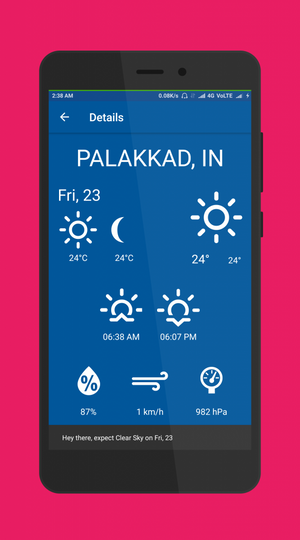 2:38 AM 0.08K/s 4G VoLTE
Details
PALAKKAD, IN
Fri, 23
24°C 24°C 24° 24°
06:38 AM 06:07 PM
%
87% 1 km/h 982 hPa
Hey there, expect Clear Sky on Fri, 23